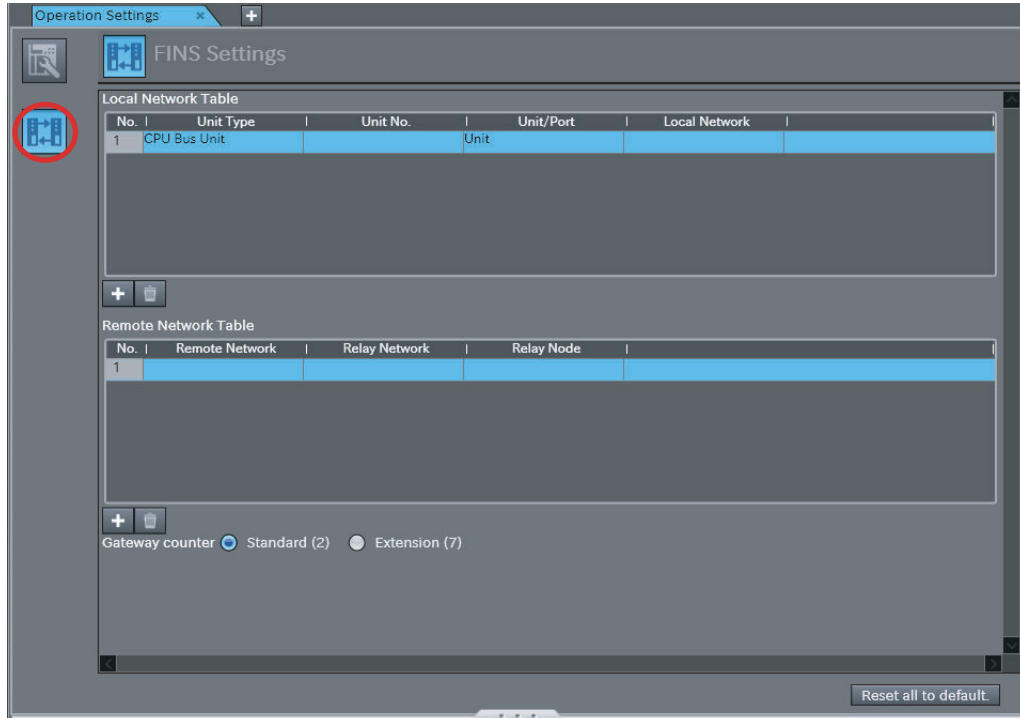 Operation Settings × +
FINS Settings
Local Network Table
No. Unit Type Unit No. Unit/Port Local Network
1 CPU Bus Unit Unit
+
Remote Network Table
No. Remote Network Relay Network Relay Node
1
+
Gateway counter Standard (2) Extension (7)
Reset all to default.